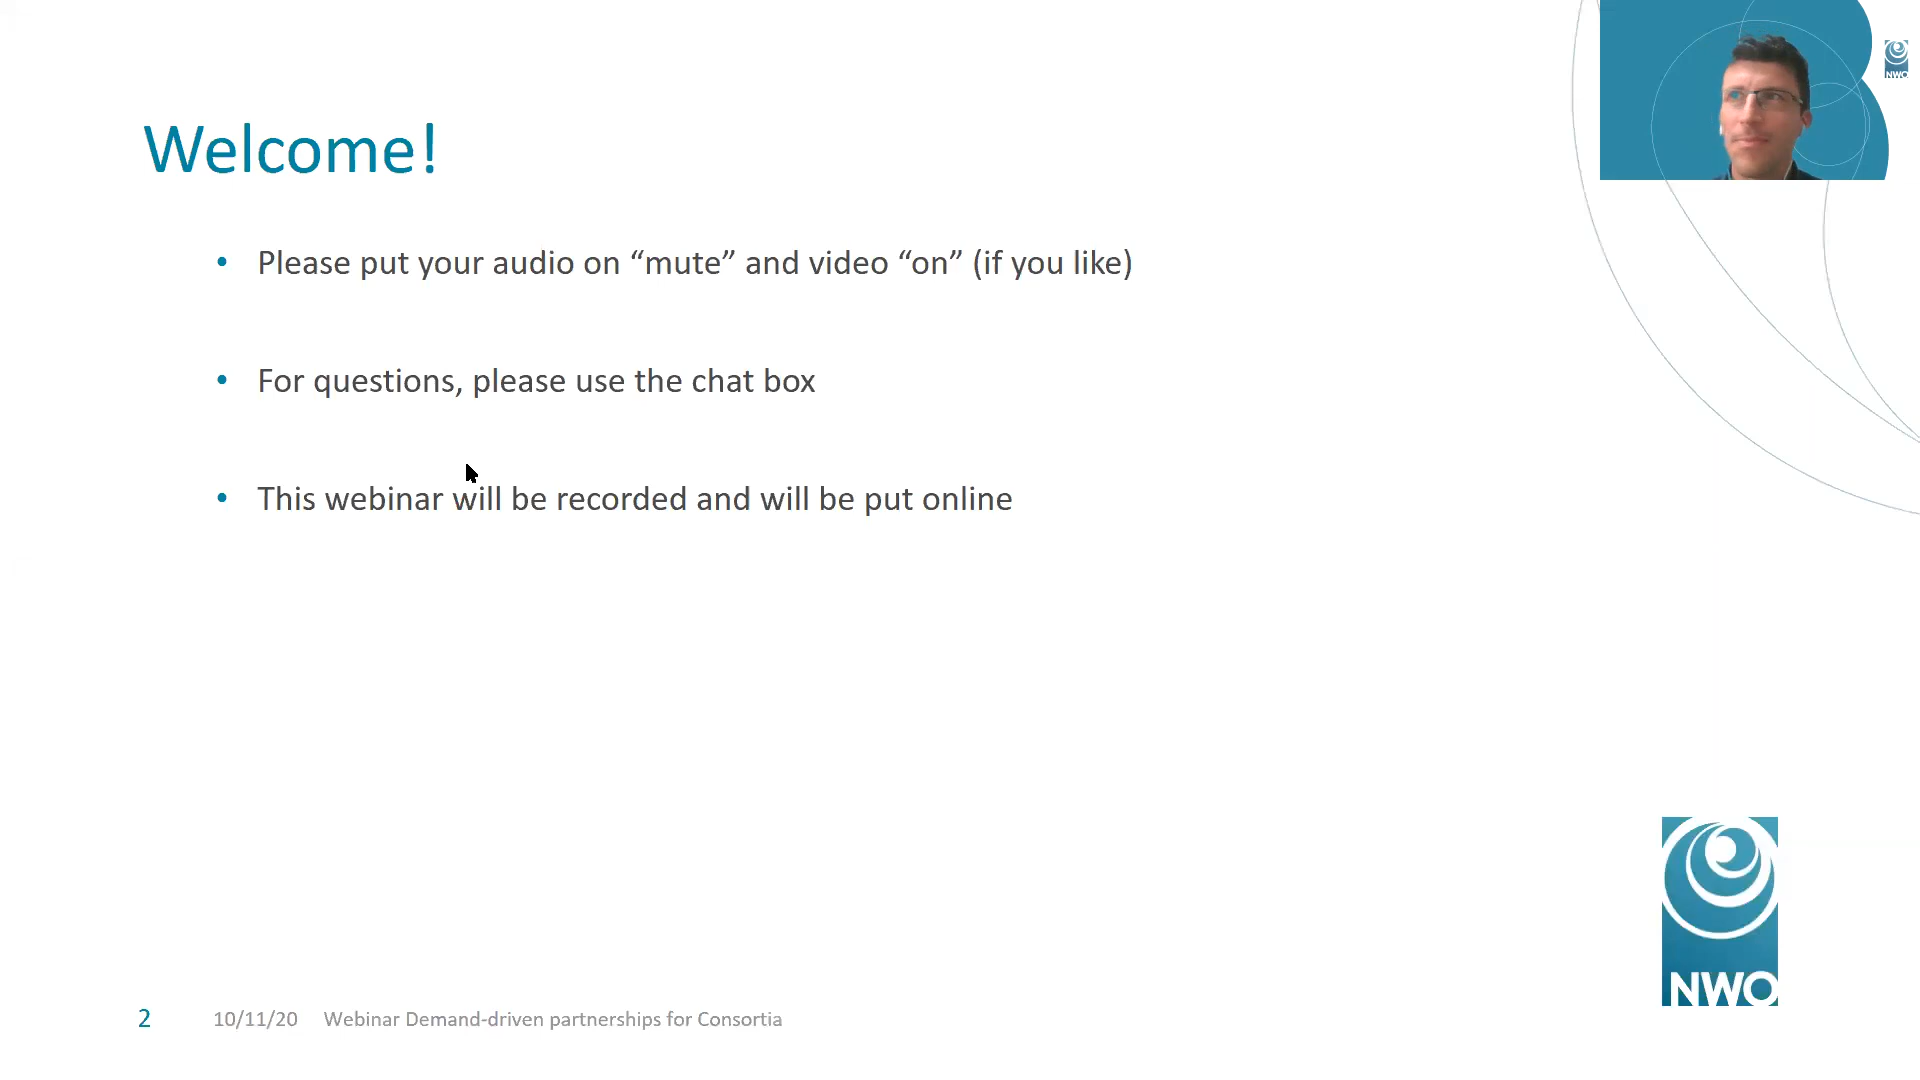 Welcome!
• Please put your audio on “mute” and video “on” (if you like)
• For questions, please use the chat box
• This webinar will be recorded and will be put online
NWO
NWO
2 10/11/20 Webinar Demand-driven partnerships for Consortia